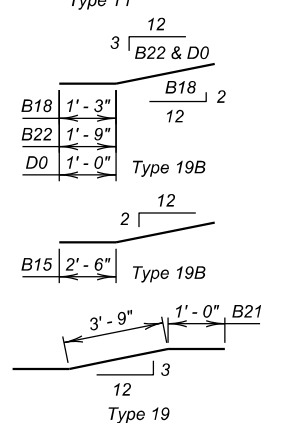 Type 11
12
3
B22 & D0
B18
2
12
B18 1' - 3"
B22 1' - 9"
D0 1' - 0"
Type 19B
12
2
B15 2' - 6"
Type 19B
3' - 9"
1' - 0" B21
3
12
Type 19